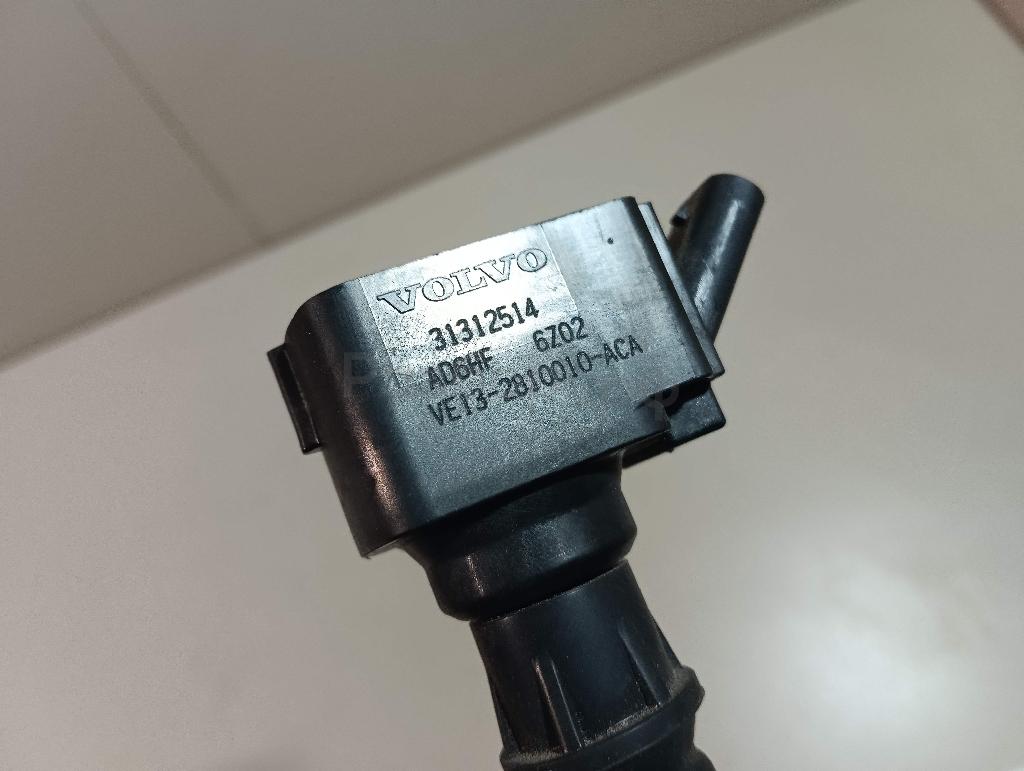 VOLVO
31312514
AD6HF 6Z02
VE13-2810010-ACA